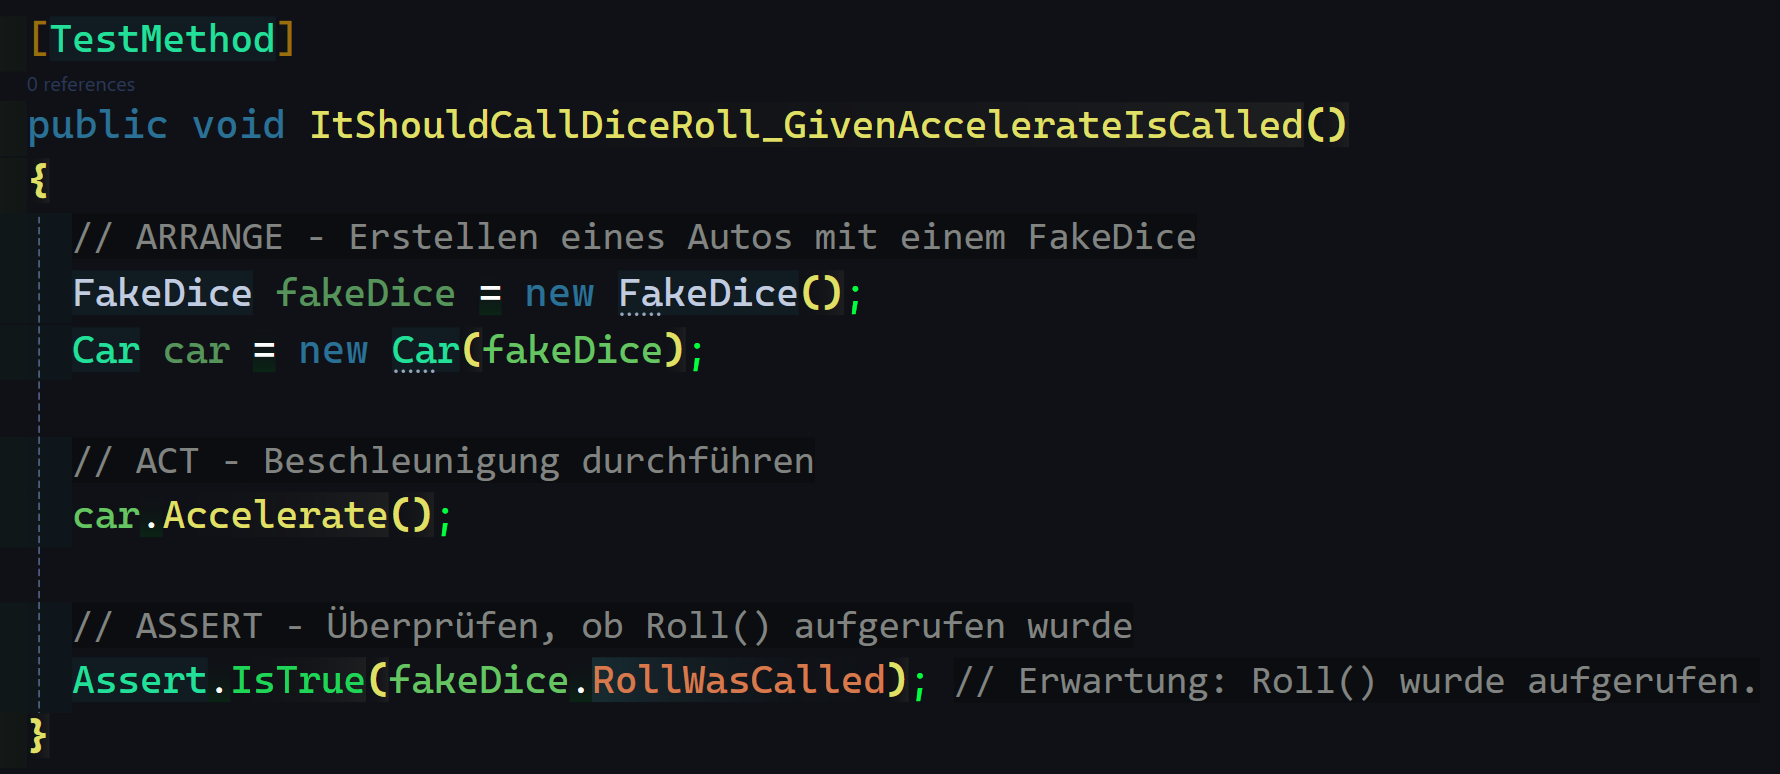 [TestMethod]
0 references
public void ItShouldCallDiceRoll_GivenAccelerateIsCalled()
{
// ARRANGE - Erstellen eines Autos mit einem FakeDice
FakeDice fakeDice = new FakeDice();
Car car = new Car(fakeDice);
// ACT - Beschleunigung durchführen
car.Accelerate();
// ASSERT - Überprüfen, ob Roll() aufgerufen wurde
Assert.IsTrue(fakeDice.RollWasCalled); // Erwartung: Roll() wurde aufgerufen.
}